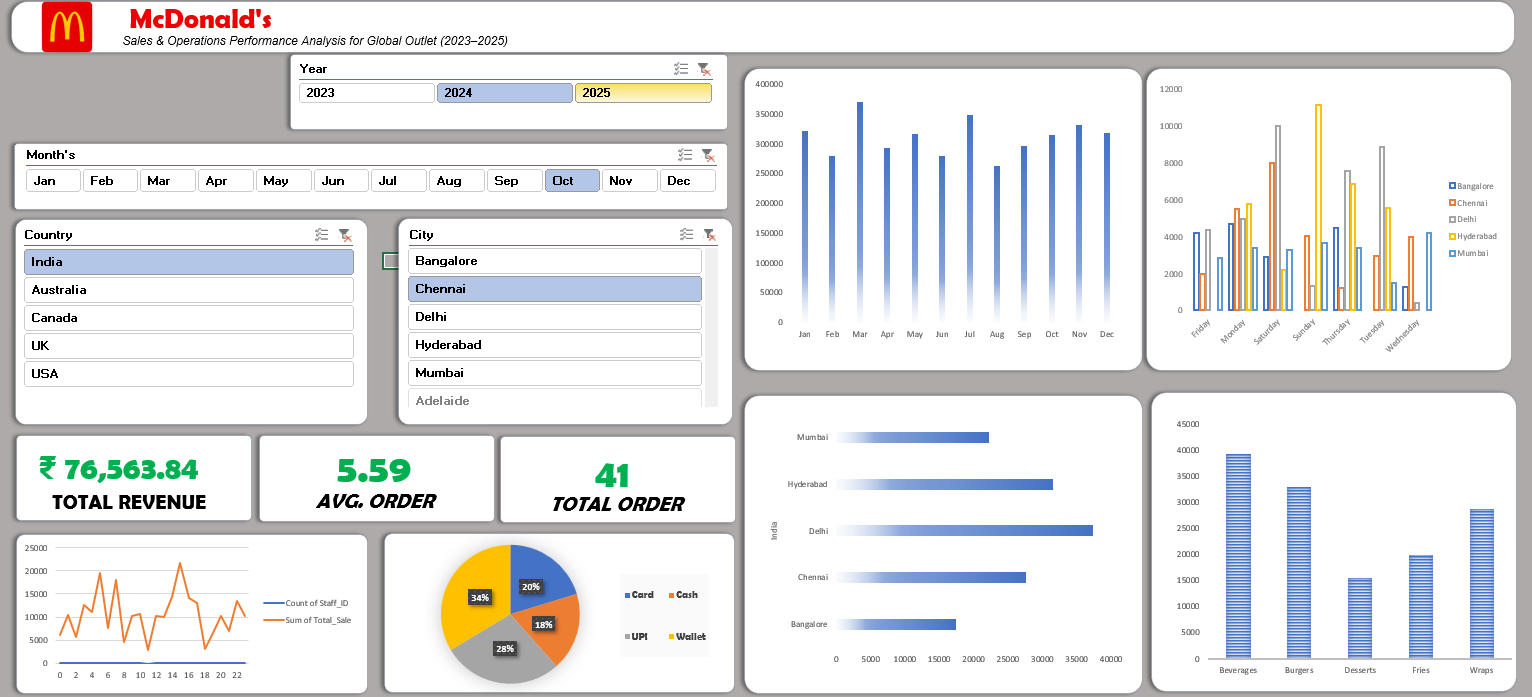 McDonald's
Sales & Operations Performance Analysis for Global Outlet (2023–2025)
Year
2023 2024 2025
Month's
Jan Feb Mar Apr May Jun Jul Aug Sep Oct Nov Dec
Country
India
Australia
Canada
UK
USA
City
Bangalore
Chennai
Delhi
Hyderabad
Mumbai
Adelaide
₹ 76,563.84
TOTAL REVENUE
5.59
AVG. ORDER
41
TOTAL ORDER
25000
20000
15000
10000
5000
0
0 2 4 6 8 10 12 14 16 18 20 22
Count of Staff_ID
Sum of Total_Sale
20%
34%
18%
28%
Card Cash
UPI Wallet
400000
350000
300000
250000
200000
150000
100000
50000
0
Jan Feb Mar Apr May Jun Jul Aug Sep Oct Nov Dec
12000
10000
8000
6000
4000
2000
0
Friday Monday Saturday Sunday Thursday Tuesday Wednesday
Bangalore
Chennai
Delhi
Hyderabad
Mumbai
India
Mumbai
Hyderabad
Delhi
Chennai
Bangalore
0 5000 10000 15000 20000 25000 30000 35000 40000
45000
40000
35000
30000
25000
20000
15000
10000
5000
0
Beverages Burgers Desserts Fries Wraps